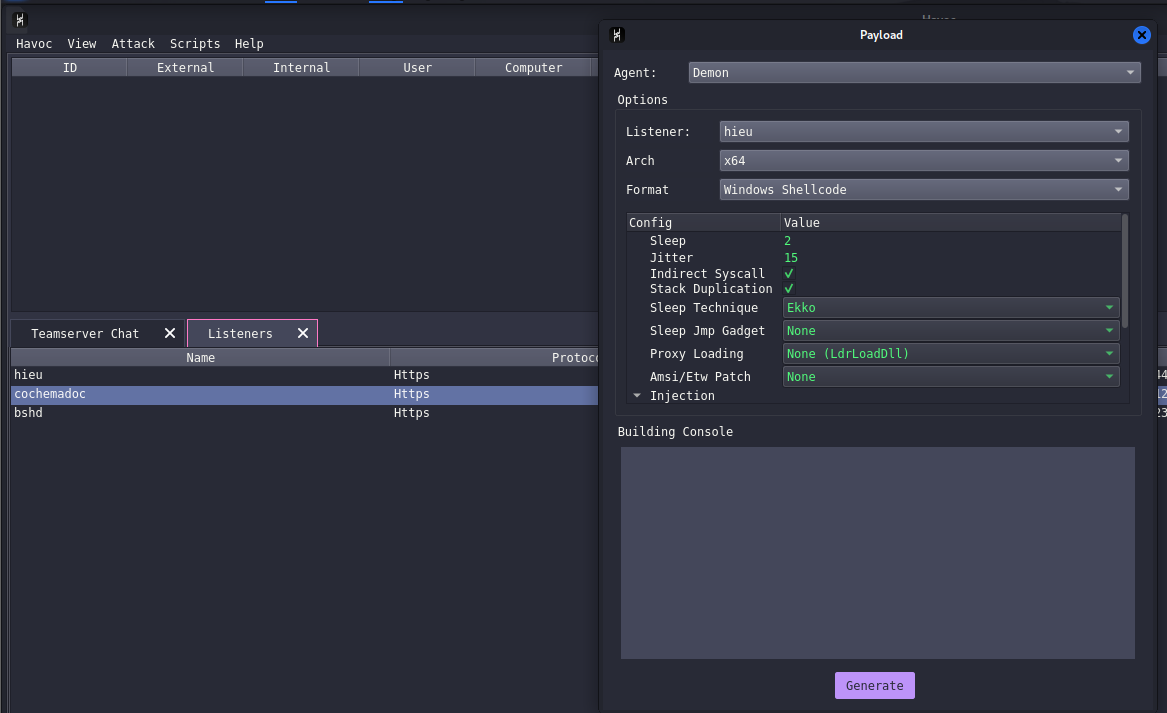 Havoc View Attack Scripts Help
ID External Internal User Computer
Teamserver Chat Listeners
Name
hieu Https
cochemadoc Https
bshd Https
Payload
Agent: Demon
Options
Listener: hieu
Arch x64
Format Windows Shellcode
Config Value
Sleep 2
Jitter 15
Indirect Syscall ✔
Stack Duplication ✔
Sleep Technique Ekko
Sleep Jmp Gadget None
Proxy Loading None (LdrLoadDll)
Amsi/Etw Patch None
Injection
Building Console
Generate